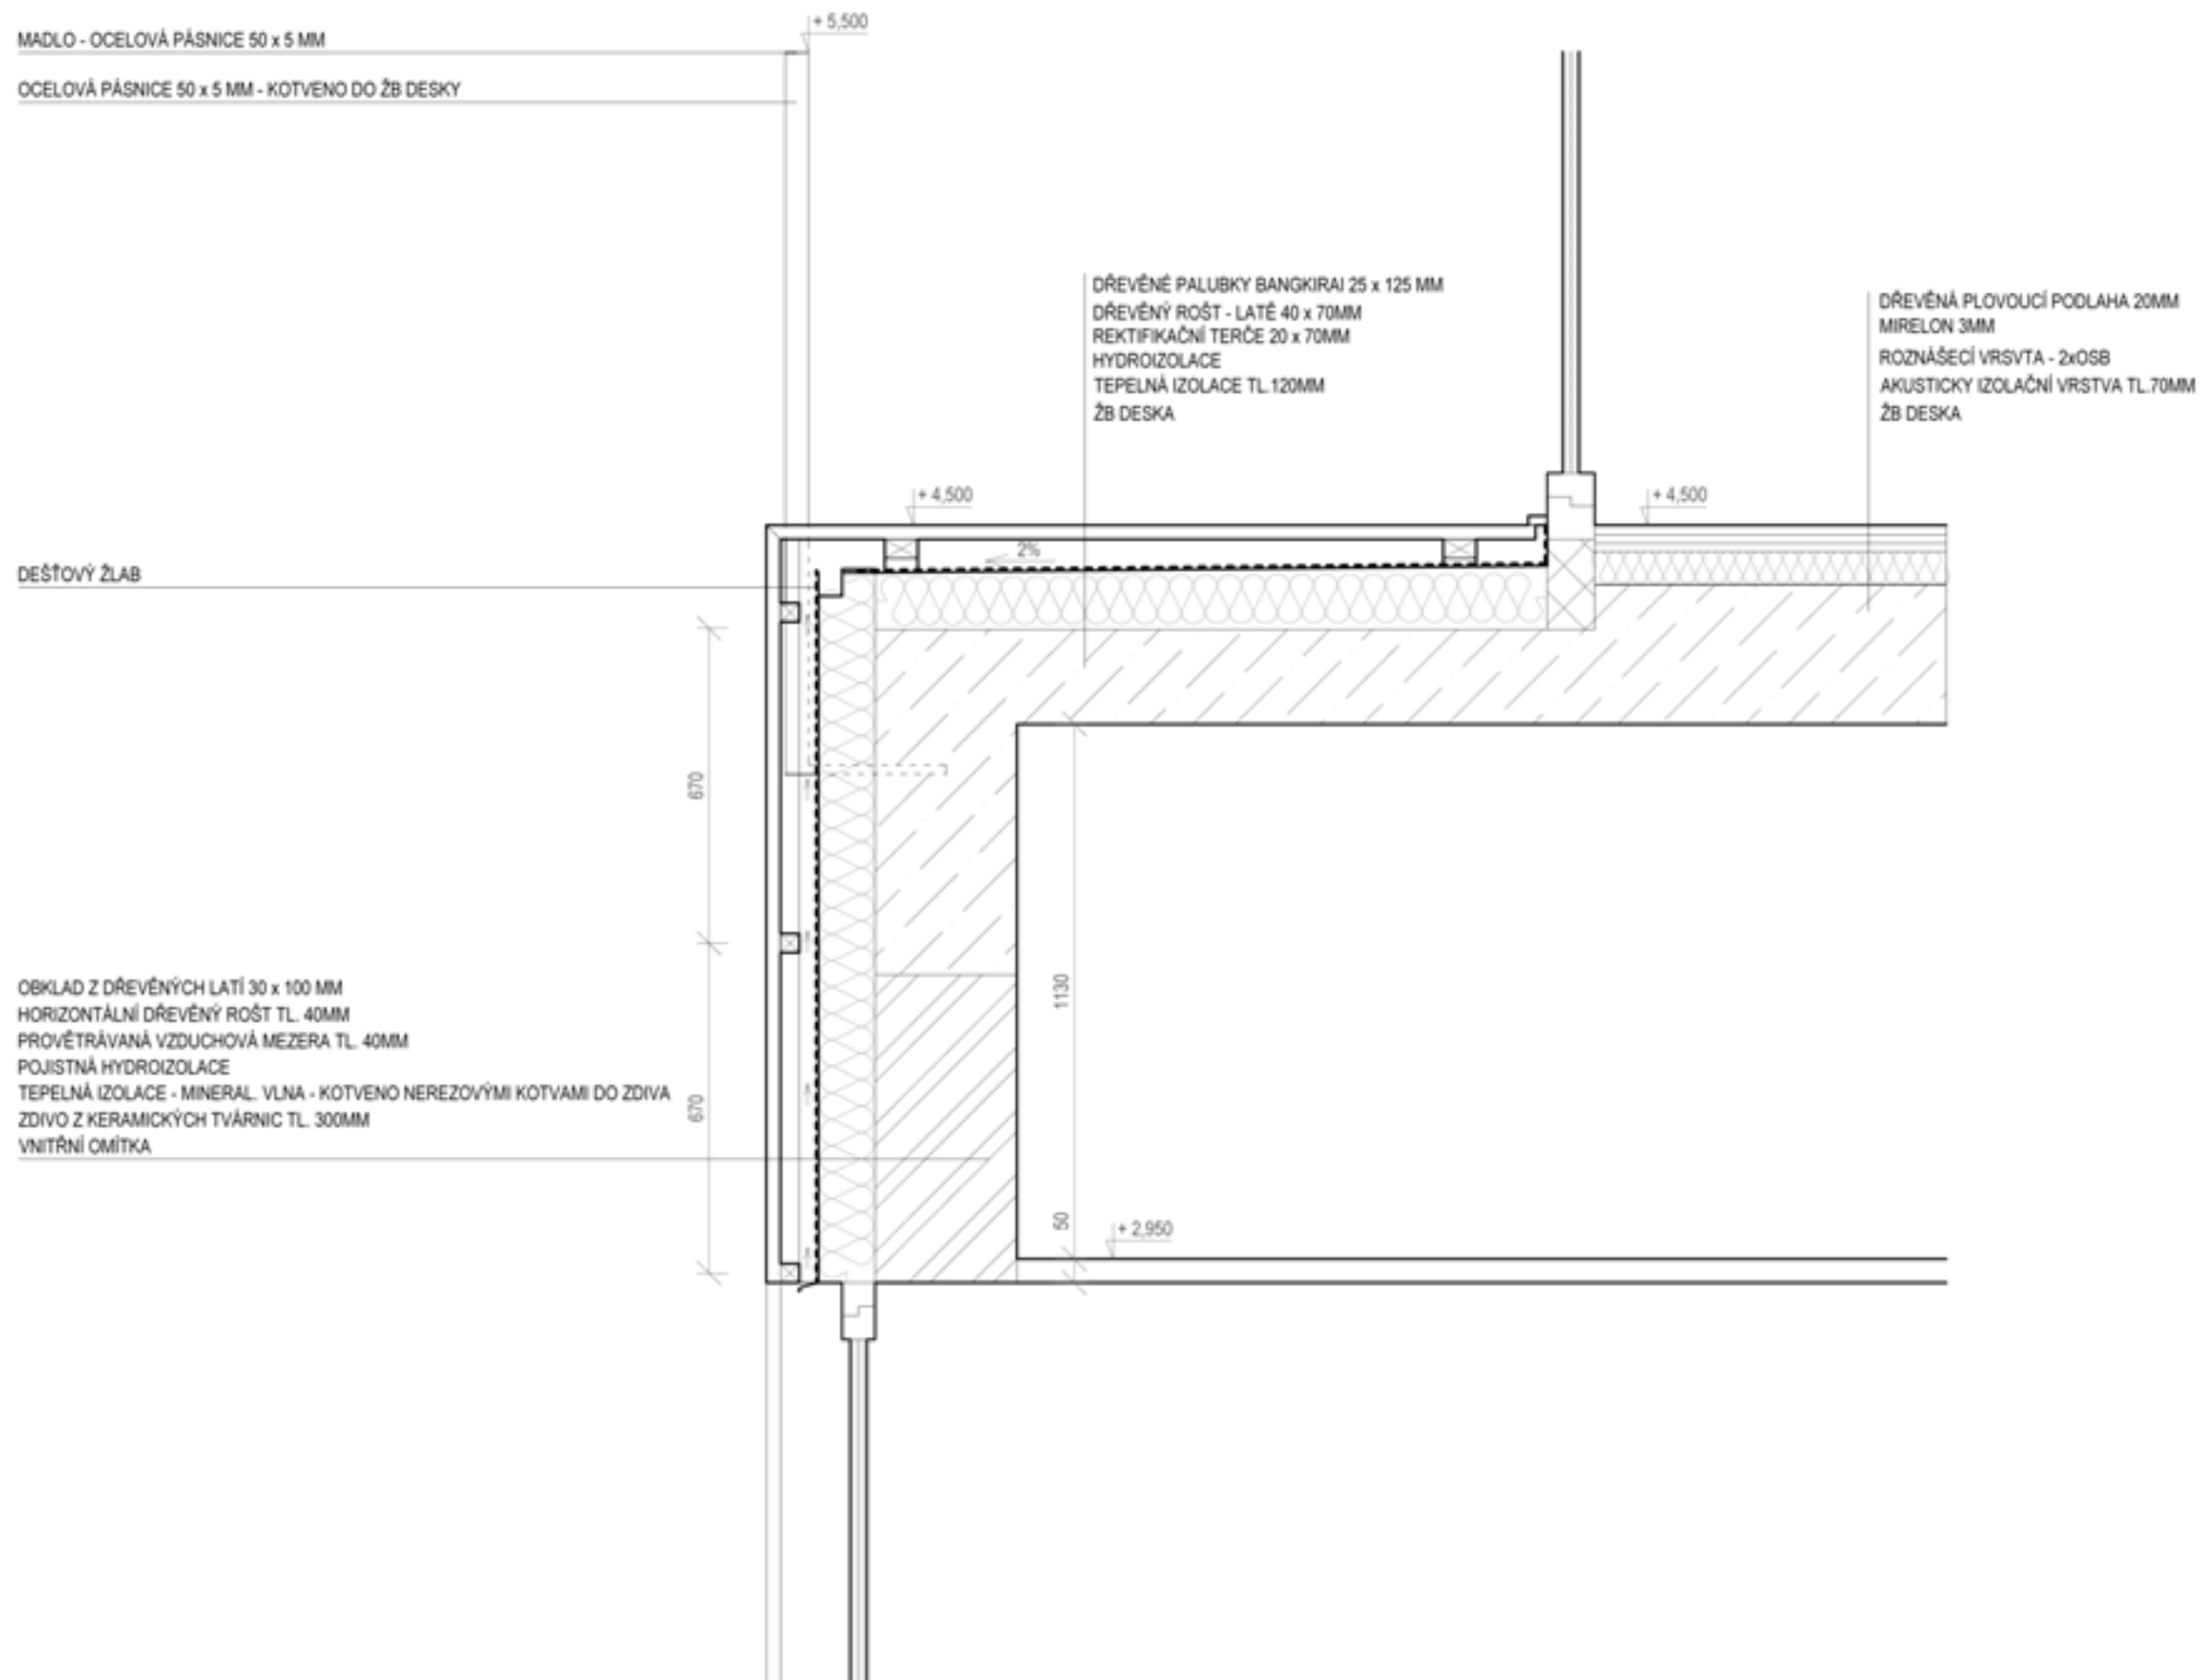 + 5,500
MADLO - OCELOVÁ PÁSNICE 50 x 5 MM
OCELOVÁ PÁSNICE 50 x 5 MM - KOTVENO DO ŽB DESKY
DŘEVĚNÉ PALUBKY BANGKIRAI 25 x 125 MM
DŘEVĚNÝ ROŠT - LATĚ 40 x 70MM
REKTIFIKAČNÍ TERČE 20 x 70MM
HYDROIZOLACE
TEPELNÁ IZOLACE TL.120MM
ŽB DESKA
DŘEVĚNÁ PLOVOUCÍ PODLAHA 20MM
MIRELON 3MM
ROZNÁŠECÍ VRSVTA - 2xOSB
AKUSTICKY IZOLAČNÍ VRSTVA TL.70MM
ŽB DESKA
+ 4,500
+ 4,500
2%
DEŠŤOVÝ ŽLAB
670
OBKLAD Z DŘEVĚNÝCH LATÍ 30 x 100 MM
HORIZONTÁLNÍ DŘEVĚNÝ ROŠT TL. 40MM
PROVĚTRÁVANÁ VZDUCHOVÁ MEZERA TL. 40MM
POJISTNÁ HYDROIZOLACE
TEPELNÁ IZOLACE - MINERAL. VLNA - KOTVENO NEREZOVÝMI KOTVAMI DO ZDIVA
ZDIVO Z KERAMICKÝCH TVÁRNIC TL. 300MM
VNITŘNÍ OMÍTKA
670
1130
50
+ 2,950